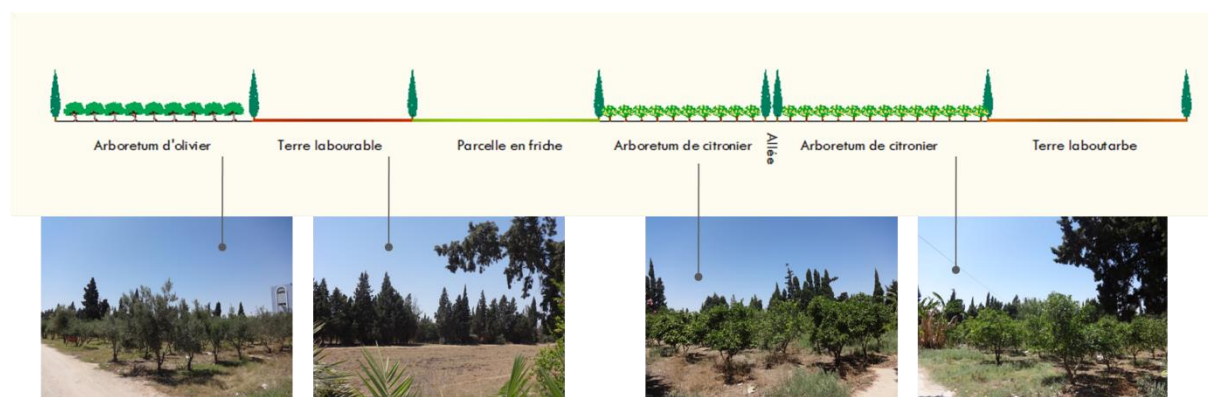 Arboretum d'olivier
Terre labourable
Parcelle en friche
Arboretum de citronier
Allée
Arboretum de citronier
Terre laboutarbe